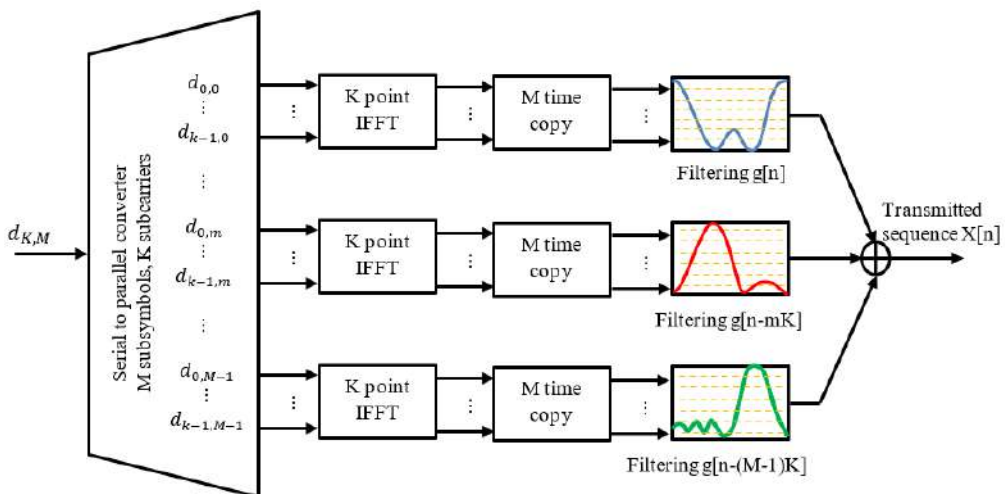 d_{K,M}
Serial to parallel converter
M subsymbols, K subcarriers
d_{0,0}
⋮
d_{k-1,0}
⋮
d_{0,m}
⋮
d_{k-1,m}
⋮
d_{0,M-1}
⋮
d_{k-1,M-1}
⋮
K point
IFFT
⋮
M time
copy
⋮
Filtering g[n]
⋮
K point
IFFT
⋮
M time
copy
⋮
Filtering g[n-mK]
⋮
K point
IFFT
⋮
M time
copy
⋮
Filtering g[n-(M-1)K]
Transmitted
sequence X[n]